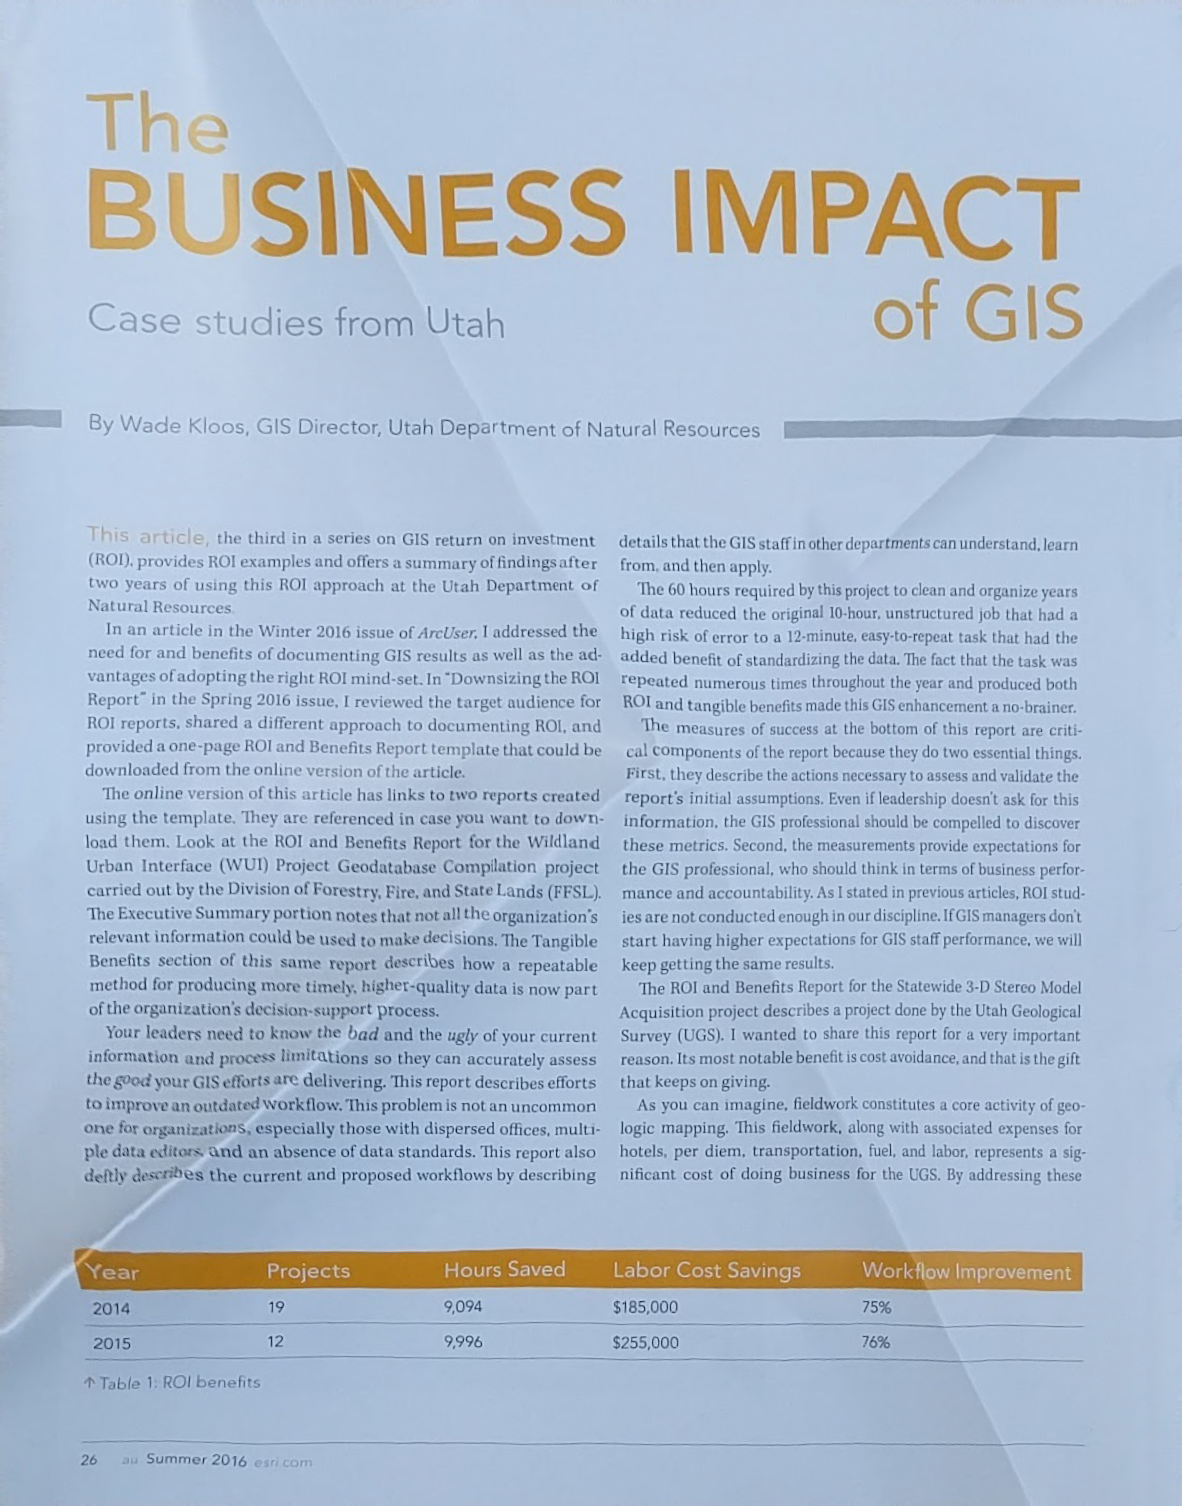 The
BUSINESS IMPACT
of GIS
Case studies from Utah
By Wade Kloos, GIS Director, Utah Department of Natural Resources
This article, the third in a series on GIS return on investment
(ROI), provides ROI examples and offers a summary of findings after
two years of using this ROI approach at the Utah Department of
Natural Resources.
In an article in the Winter 2016 issue of ArcUser, I addressed the
need for and benefits of documenting GIS results as well as the ad-
vantages of adopting the right ROI mind-set. In "Downsizing the ROI
Report" in the Spring 2016 issue, I reviewed the target audience for
ROI reports, shared a different approach to documenting ROI, and
provided a one-page ROI and Benefits Report template that could be
downloaded from the online version of the article.
The online version of this article has links to two reports created
using the template. They are referenced in case you want to down-
load them. Look at the ROI and Benefits Report for the Wildland
Urban Interface (WUI) Project Geodatabase Compilation project
carried out by the Division of Forestry, Fire, and State Lands (FFSL).
The Executive Summary portion notes that not all the organization's
relevant information could be used to make decisions. The Tangible
Benefits section of this same report describes how a repeatable
method for producing more timely, higher-quality data is now part
of the organization's decision-support process.
Your leaders need to know the bad and the ugly of your current
information and process limitations so they can accurately assess
the good your GIS efforts are delivering. This report describes efforts
to improve an outdated workflow. This problem is not an uncommon
one for organizations, especially those with dispersed offices, multi-
ple data editors, and an absence of data standards. This report also
deftly describes the current and proposed workflows by describing
details that the GIS staff in other departments can understand, learn
from, and then apply.
The 60 hours required by this project to clean and organize years
of data reduced the original 10-hour, unstructured job that had a
high risk of error to a 12-minute, easy-to-repeat task that had the
added benefit of standardizing the data. The fact that the task was
repeated numerous times throughout the year and produced both
ROI and tangible benefits made this GIS enhancement a no-brainer.
The measures of success at the bottom of this report are criti-
cal components of the report because they do two essential things.
First, they describe the actions necessary to assess and validate the
report's initial assumptions. Even if leadership doesn't ask for this
information, the GIS professional should be compelled to discover
these metrics. Second, the measurements provide expectations for
the GIS professional, who should think in terms of business perfor-
mance and accountability. As I stated in previous articles, ROI stud-
ies are not conducted enough in our discipline. If GIS managers don't
start having higher expectations for GIS staff performance, we will
keep getting the same results.
The ROI and Benefits Report for the Statewide 3-D Stereo Model
Acquisition project describes a project done by the Utah Geological
Survey (UGS). I wanted to share this report for a very important
reason. Its most notable benefit is cost avoidance, and that is the gift
that keeps on giving.
As you can imagine, fieldwork constitutes a core activity of geo-
logic mapping. This fieldwork, along with associated expenses for
hotels, per diem, transportation, fuel, and labor, represents a sig-
nificant cost of doing business for the UGS. By addressing these
Year Projects Hours Saved Labor Cost Savings Workflow Improvement
2014 19 9,094 $185,000 75%
2015 12 9,996 $255,000 76%
↑ Table 1: ROI benefits
26 au Summer 2016 esri.com